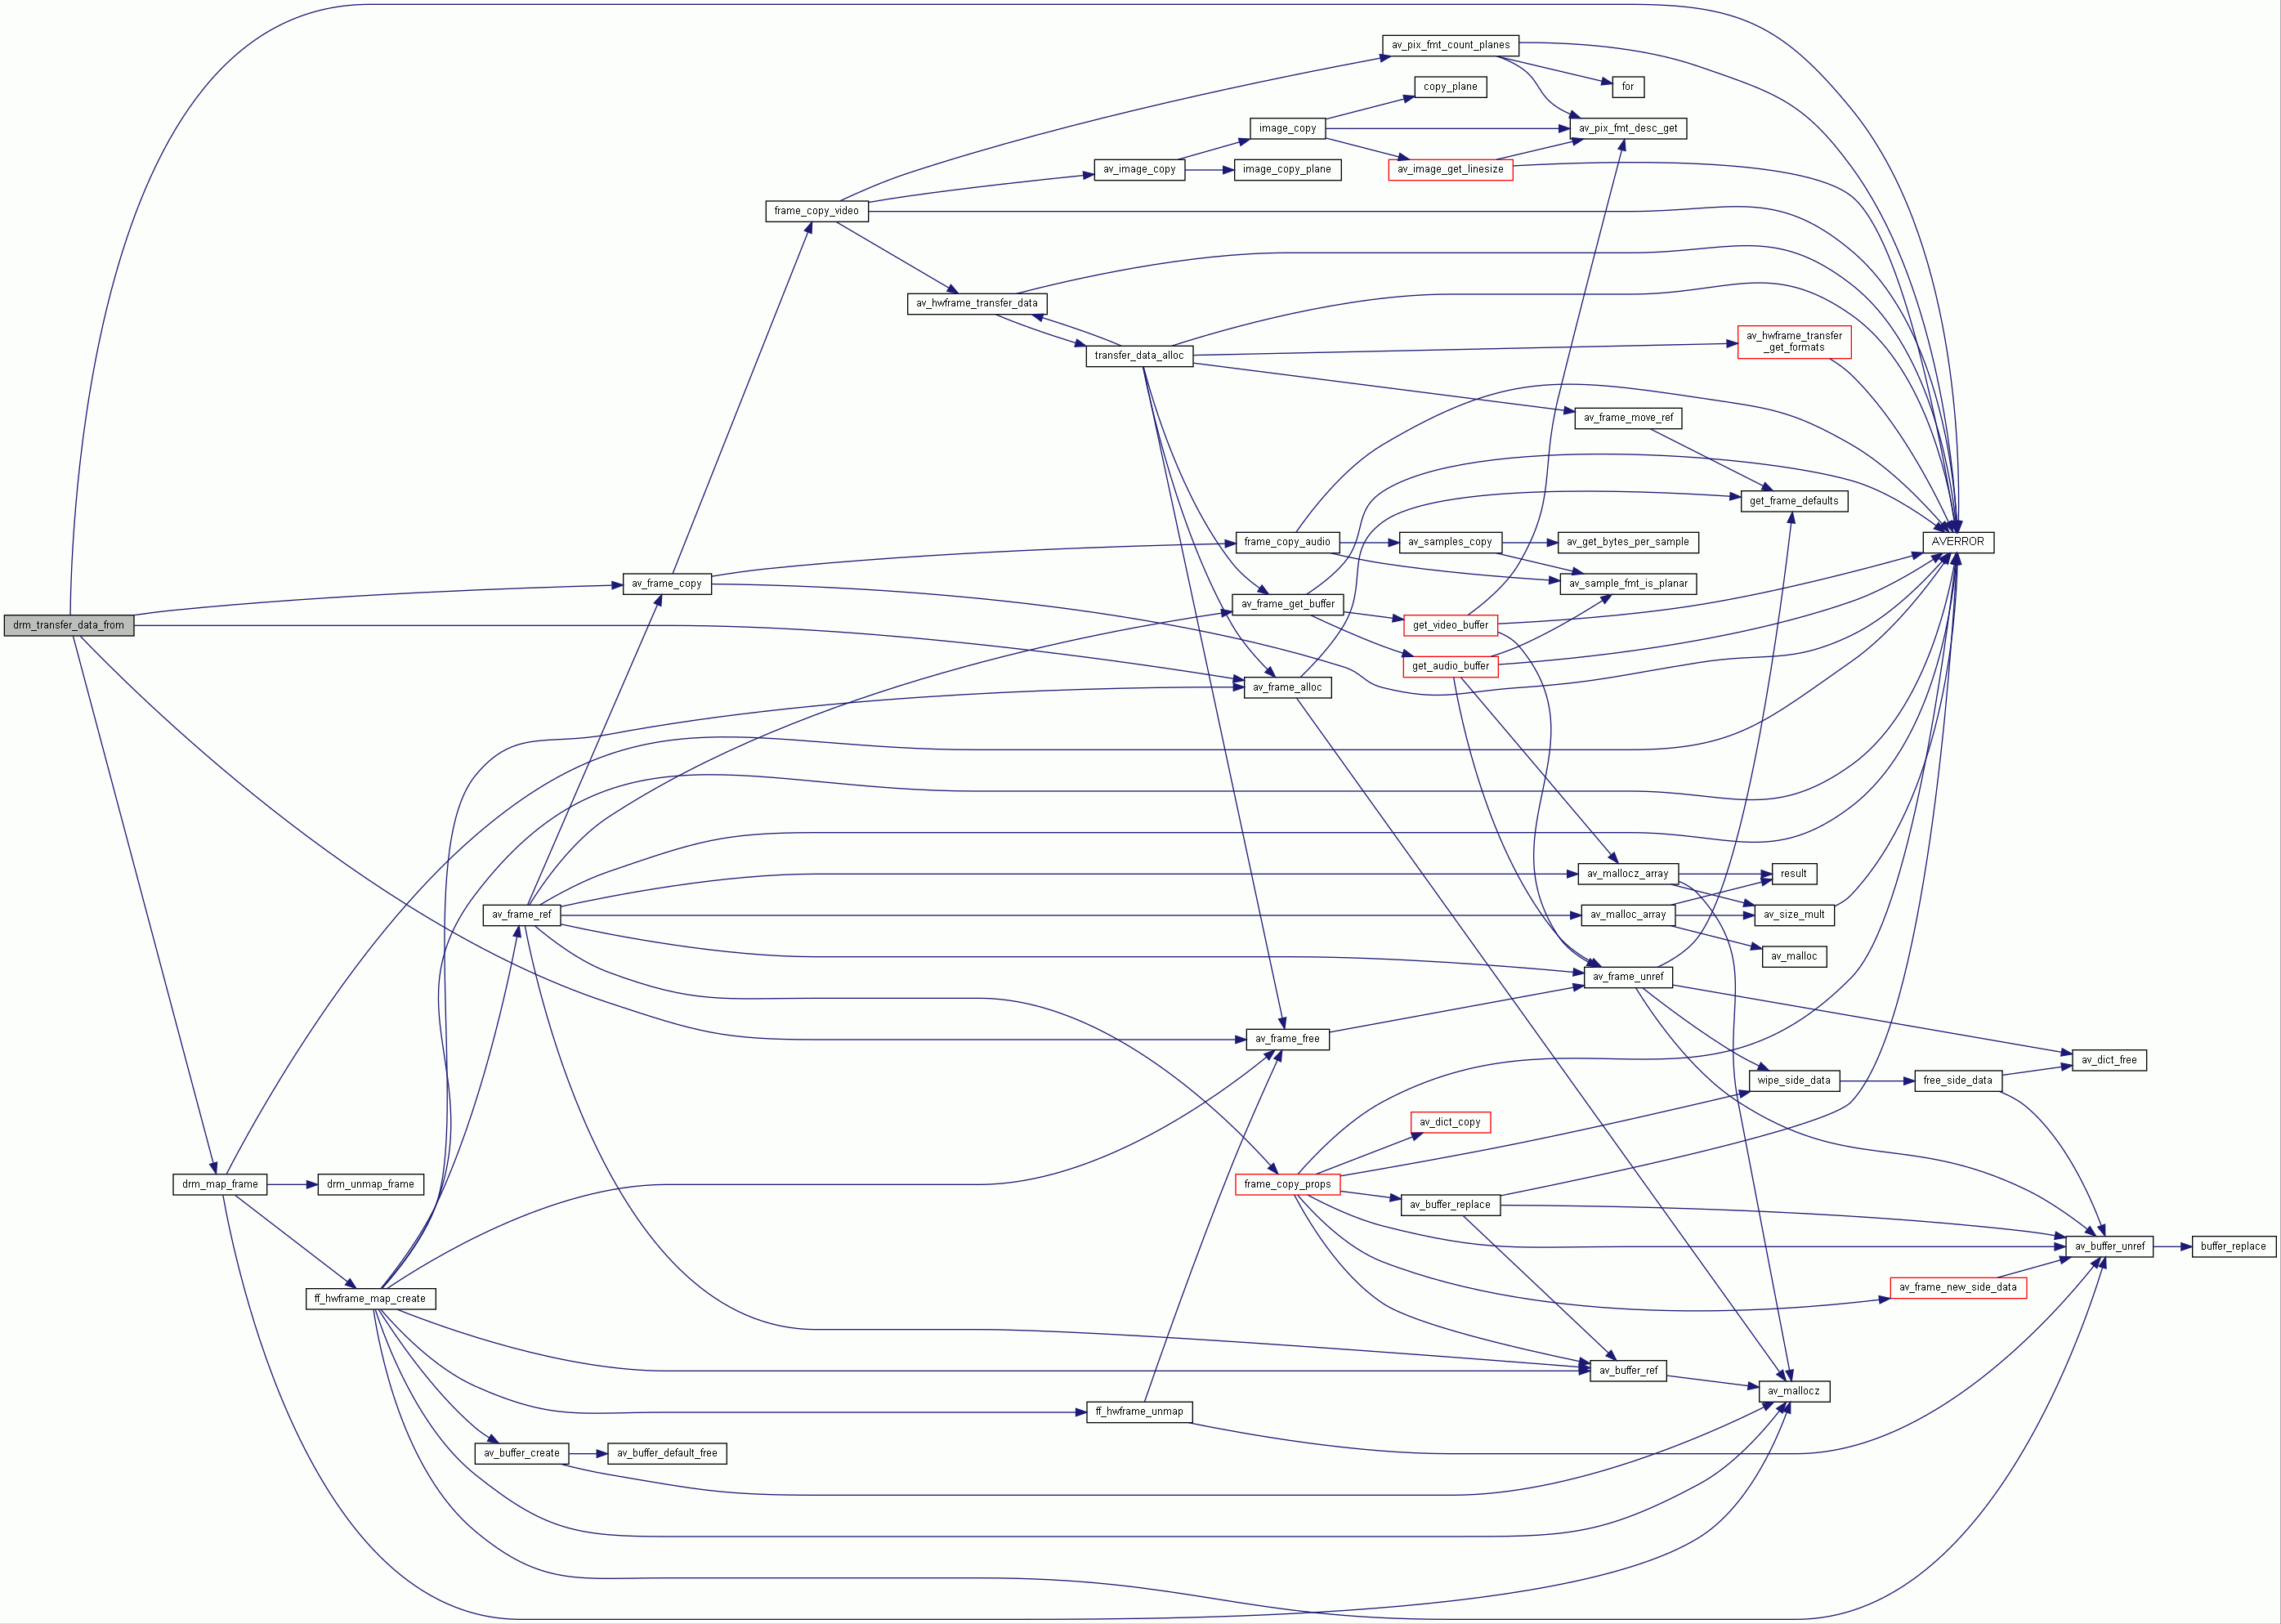 av_pix_fmt_count_planes
copy_plane
for
image_copy
av_pix_fmt_desc_get
av_image_copy
image_copy_plane
av_image_get_linesize
frame_copy_video
av_hwframe_transfer_data
transfer_data_alloc
av_hwframe_transfer
_get_formats
av_frame_move_ref
get_frame_defaults
frame_copy_audio
av_samples_copy
av_get_bytes_per_sample
AVERROR
av_frame_copy
av_sample_fmt_is_planar
av_frame_get_buffer
drm_transfer_data_from
get_video_buffer
get_audio_buffer
av_frame_alloc
av_mallocz_array
result
av_frame_ref
av_malloc_array
av_size_mult
av_malloc
av_frame_unref
av_frame_free
av_dict_free
wipe_side_data
free_side_data
av_dict_copy
drm_map_frame
drm_unmap_frame
frame_copy_props
av_buffer_replace
av_buffer_unref
buffer_replace
av_frame_new_side_data
ff_hwframe_map_create
av_buffer_ref
av_mallocz
ff_hwframe_unmap
av_buffer_create
av_buffer_default_free